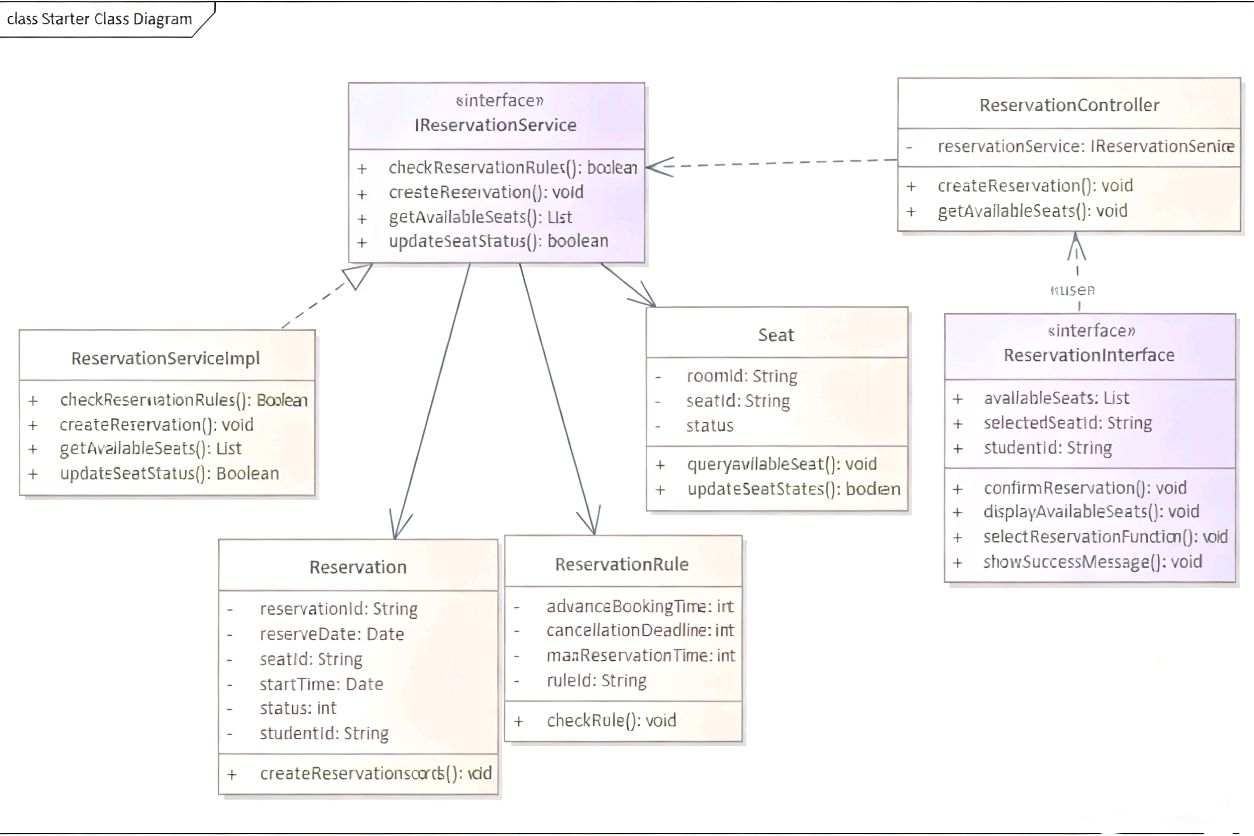 class Starter Class Diagram
«interface»
IReservationService
+ checkReservationRules(): boolean
+ createReservation(): void
+ getAvailableSeats(): List
+ updateSeatStatus(): boolean
ReservationController
- reservationService: IReservationService
+ createReservation(): void
+ getAvailableSeats(): void
«use»
ReservationServiceImpl
+ checkReservationRules(): Boolean
+ createReservation(): void
+ getAvailableSeats(): List
+ updateSeatStatus(): Boolean
Seat
- roomId: String
- seatId: String
- status
+ queryavilbleSeat(): void
+ updateSeatStates(): boolean
«interface»
ReservationInterface
+ availableSeats: List
+ selectedSeatId: String
+ studentId: String
+ confirmReservation(): void
+ displayAvailableSeats(): void
+ selectReservationFunction(): void
+ showSuccessMessage(): void
Reservation
- reservationId: String
- reserveDate: Date
- seatId: String
- startTime: Date
- status: int
- studentId: String
+ : void
ReservationRule
- advanceBookingTime: int
- cancellationDeadline: int
- maxReservationTime: int
- ruleId: String
+ checkRule(): void